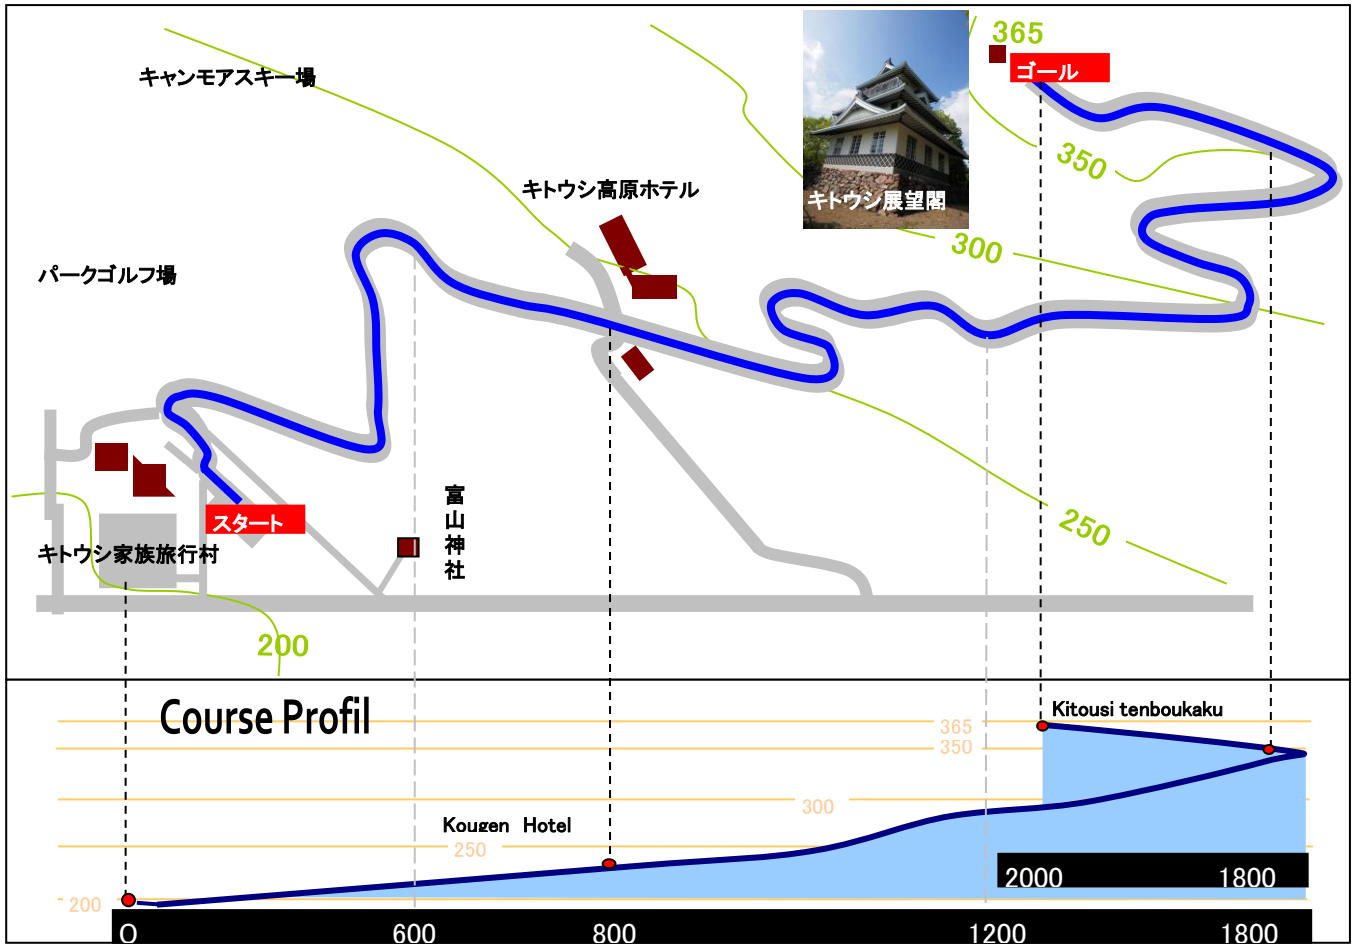 365
ゴール
キャンモアスキー場
350
キトウシ高原ホテル
キトウシ展望閣
300
パークゴルフ場
富山神社
スタート
250
キトウシ家族旅行村
200
Course Profil
Kitousi tenboukaku
365
350
300
Kougen Hotel
250
2000 1800
200
0 600 800 1200 1800